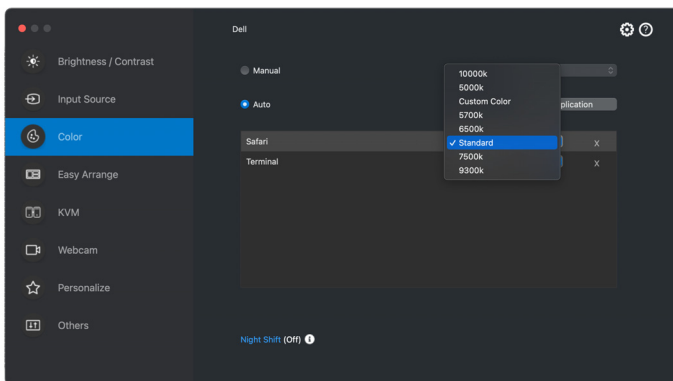 Dell
Brightness / Contrast
Input Source
Color
Easy Arrange
KVM
Webcam
Personalize
Others
Manual
Auto
plication
10000k
5000k
Custom Color
5700k
6500k
✓ Standard
7500k
9300k
Safari
X
Terminal
X
Night Shift (Off)